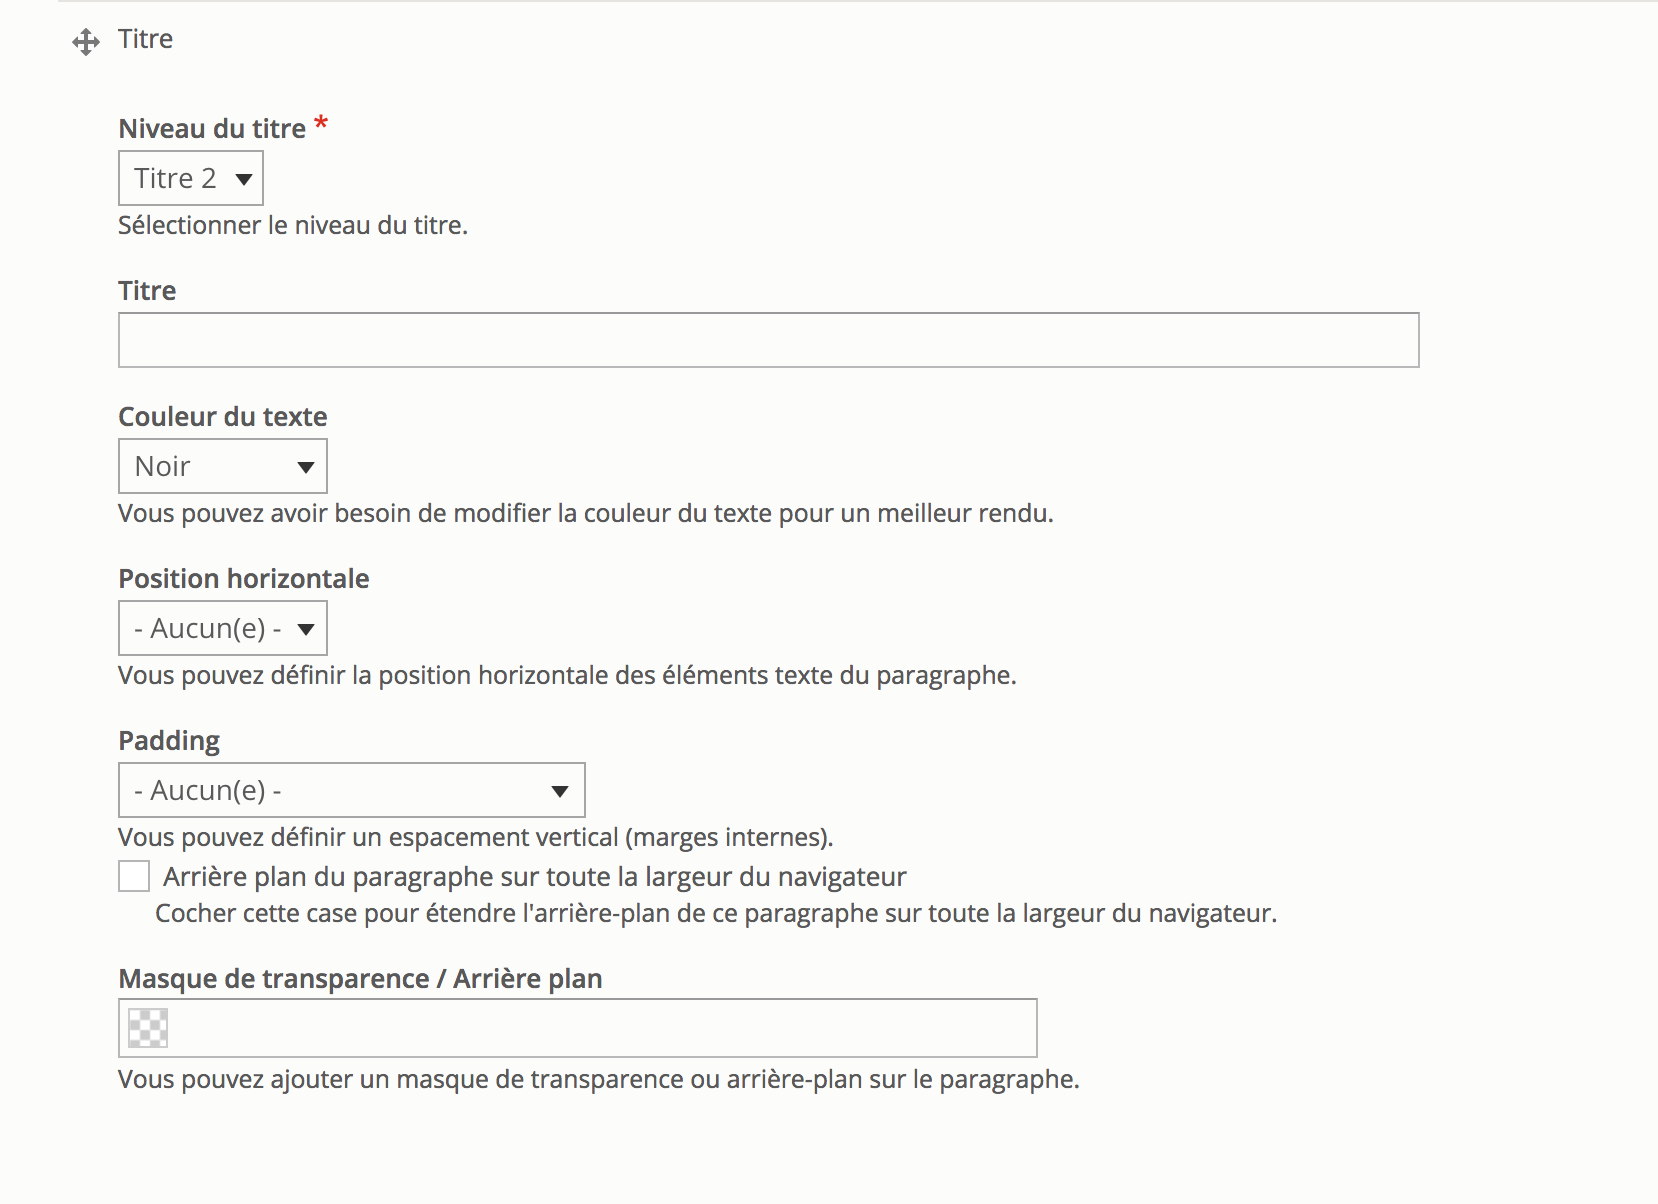 Titre
Niveau du titre *
Titre 2
Sélectionner le niveau du titre.
Titre
Couleur du texte
Noir
Vous pouvez avoir besoin de modifier la couleur du texte pour un meilleur rendu.
Position horizontale
- Aucun(e) -
Vous pouvez définir la position horizontale des éléments texte du paragraphe.
Padding
- Aucun(e) -
Vous pouvez définir un espacement vertical (marges internes).
Arrière plan du paragraphe sur toute la largeur du navigateur
Cocher cette case pour étendre l'arrière-plan de ce paragraphe sur toute la largeur du navigateur.
Masque de transparence / Arrière plan
Vous pouvez ajouter un masque de transparence ou arrière-plan sur le paragraphe.